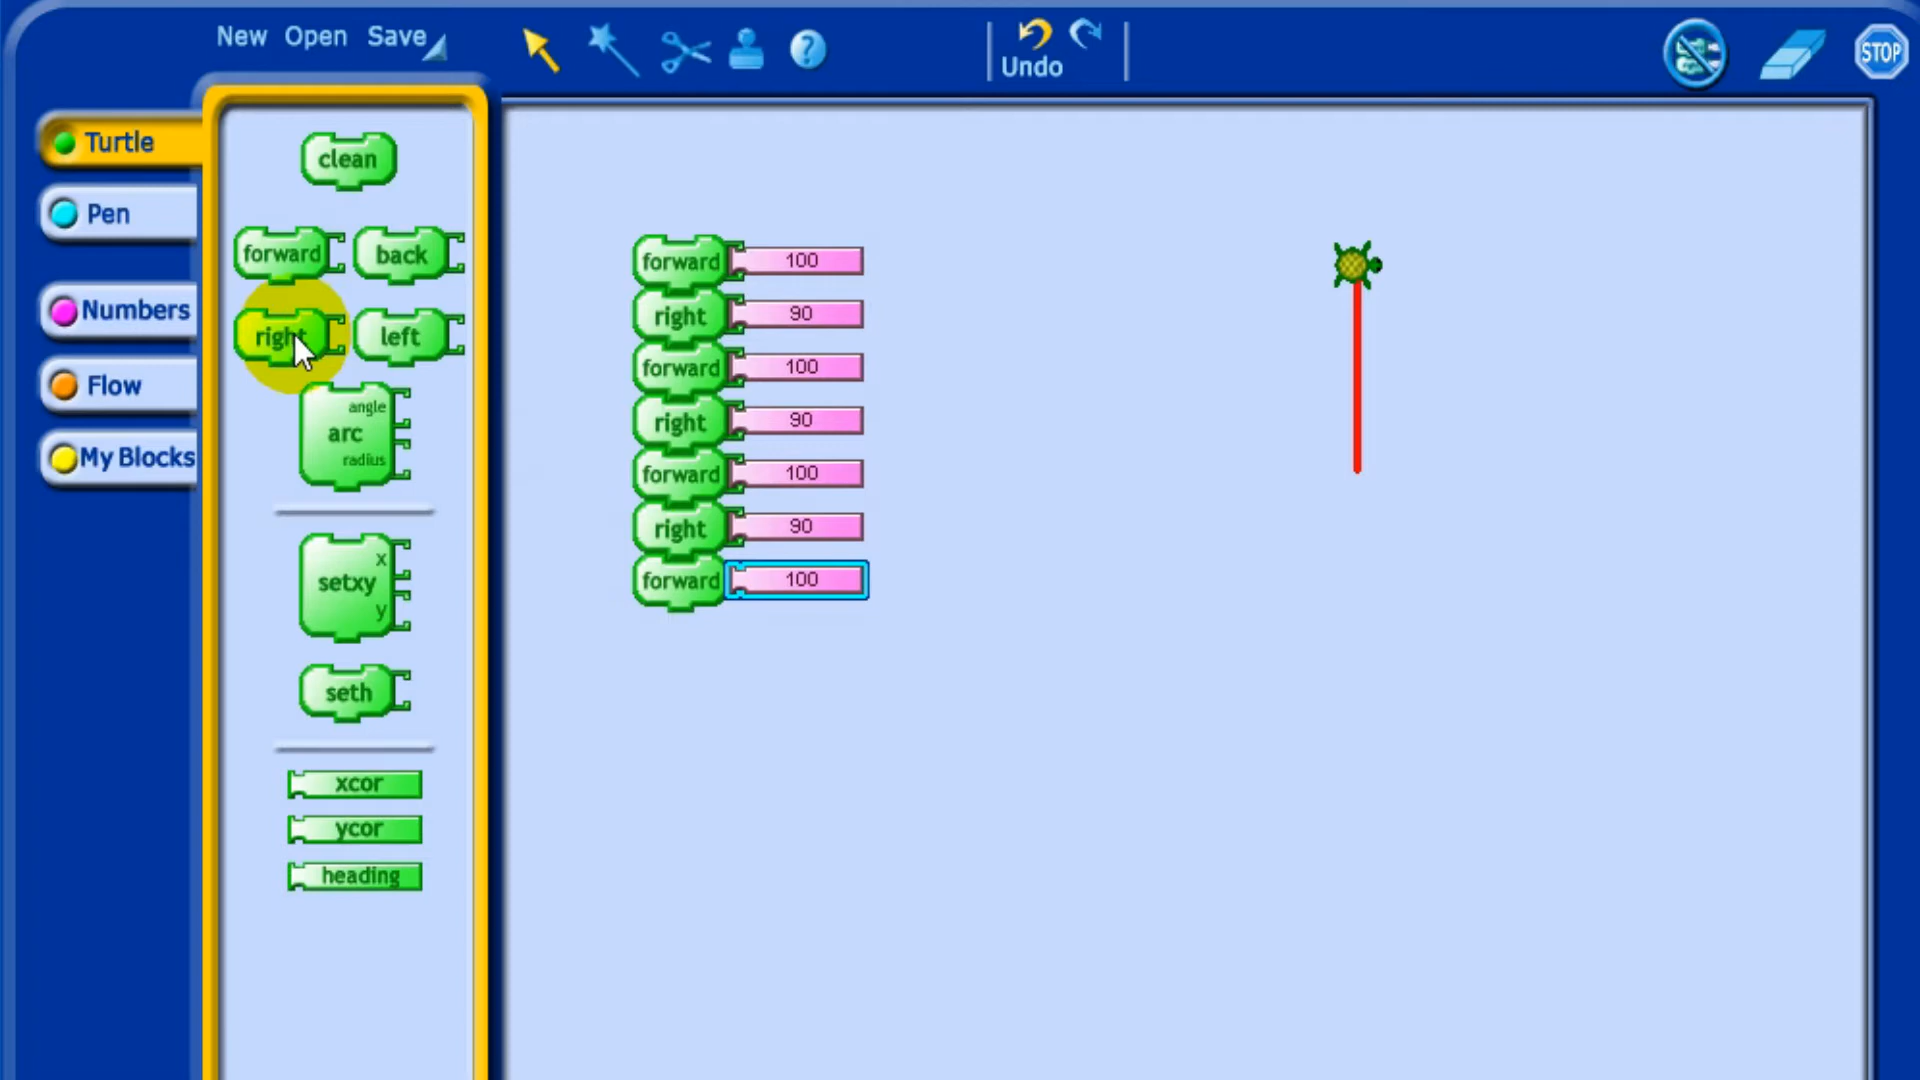 New Open Save
Undo
STOP
Turtle
Pen
Numbers
Flow
My Blocks
clean
forward back
right left
angle
arc
radius
x
setxy
y
seth
xcor
ycor
heading
forward 100
right 90
forward 100
right 90
forward 100
right 90
forward 100